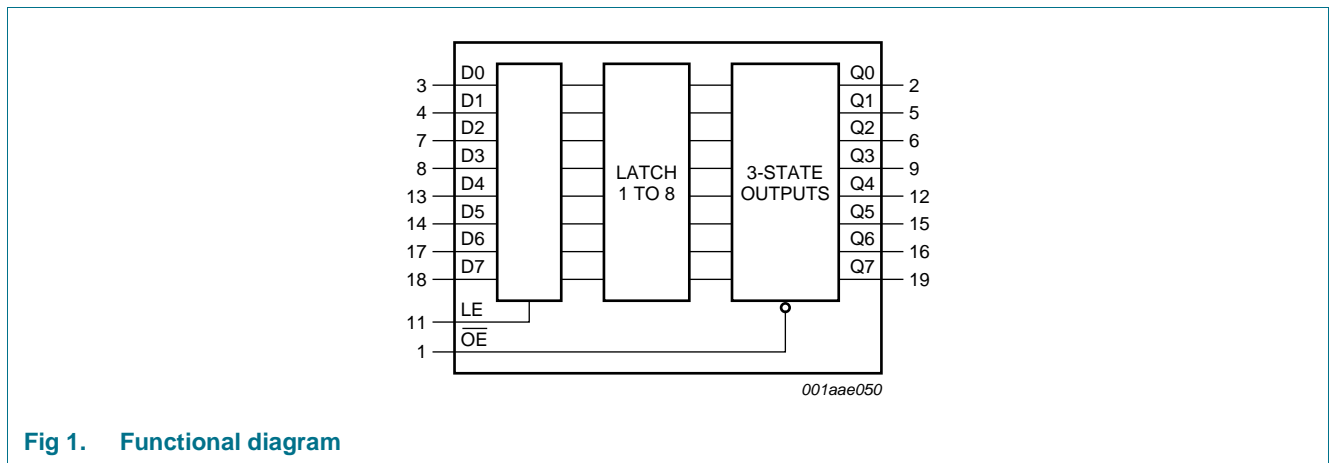 D0 Q0
3 2
D1 Q1
4 5
D2 Q2
7 6
D3 Q3
8 LATCH 3-STATE 9
D4 1 TO 8 OUTPUTS Q4
13 12
D5 Q5
14 15
D6 Q6
17 16
D7 Q7
18 19
LE
11
O̅E̅
1
001aae050
Fig 1. Functional diagram